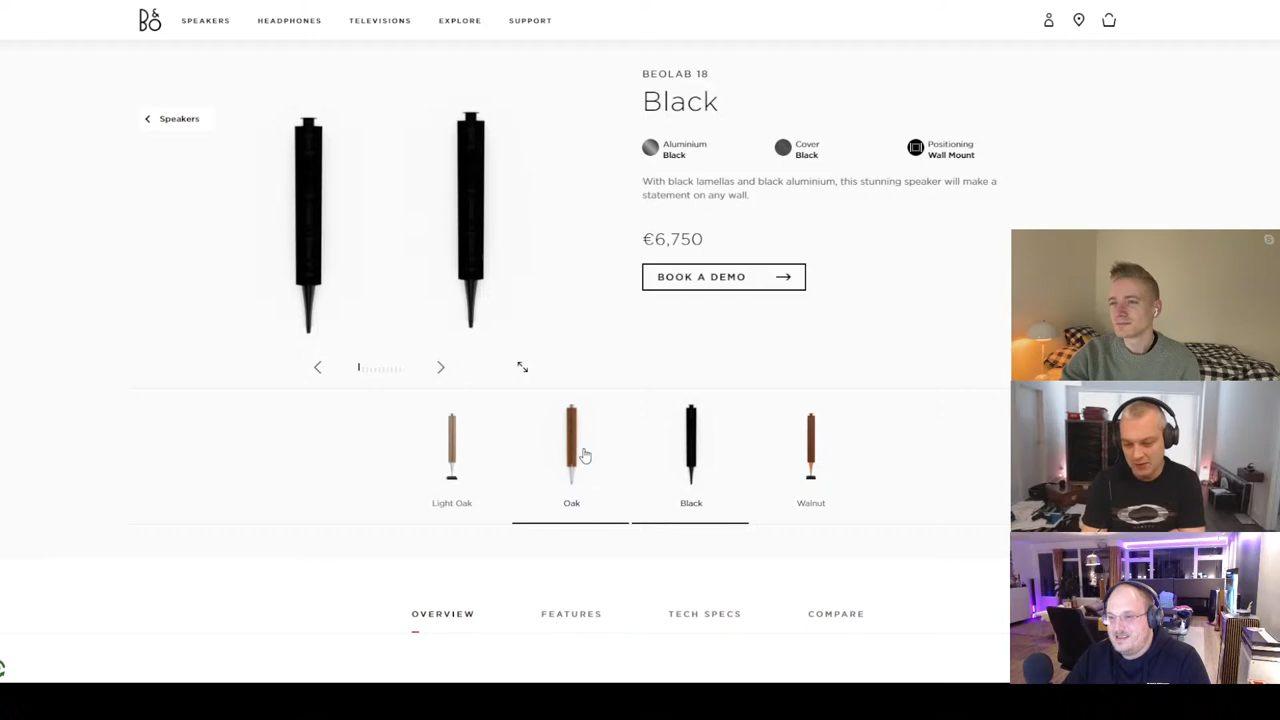 B&O
SPEAKERS
HEADPHONES
TELEVISIONS
EXPLORE
SUPPORT
Speakers
BEOLAB 18
Black
Aluminium
Black
Cover
Black
Positioning
Wall Mount
With black lamellas and black aluminium, this stunning speaker will make a
statement on any wall.
€6,750
BOOK A DEMO
Light Oak
Oak
Black
Walnut
OVERVIEW
FEATURES
TECH SPECS
COMPARE